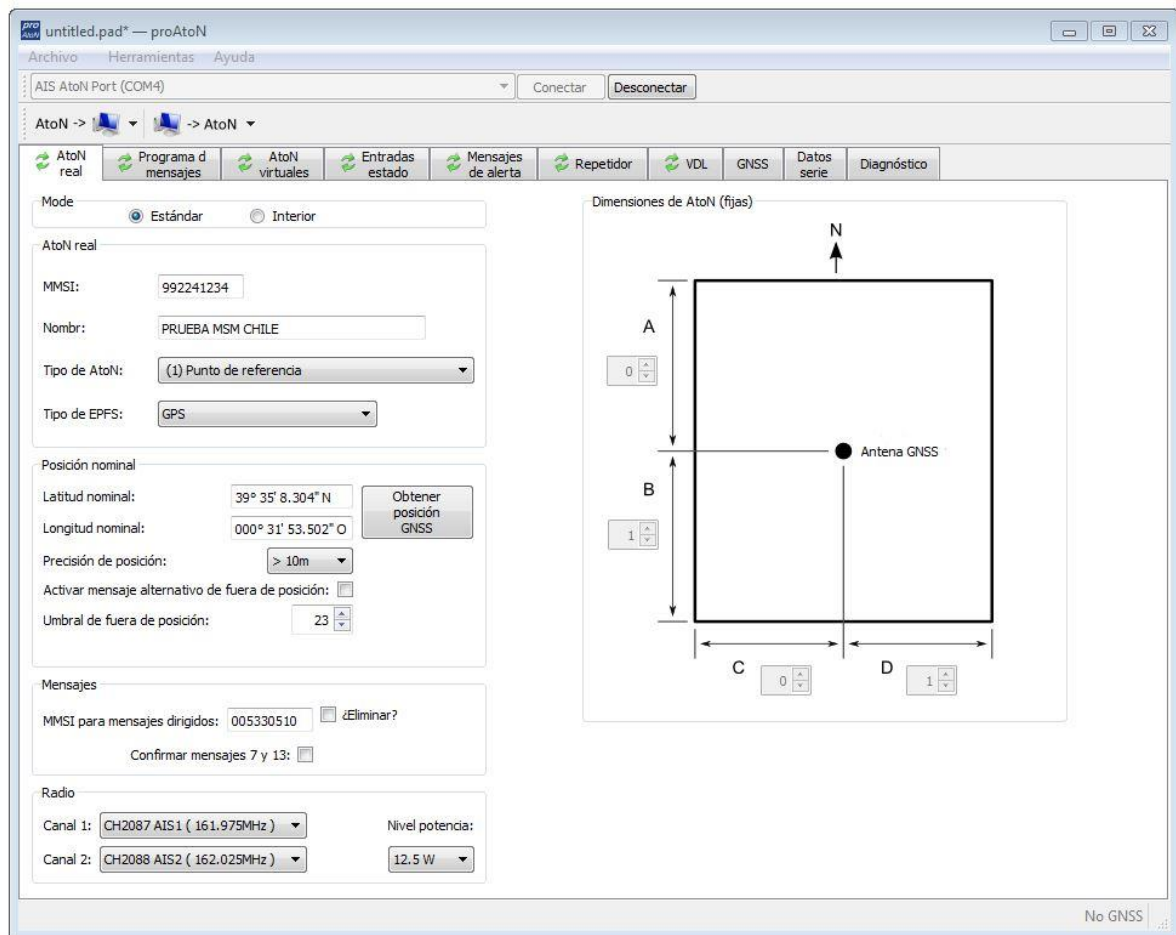 pro
AtoN
untitled.pad* — proAtoN
Archivo Herramientas Ayuda
AIS AtoN Port (COM4) Conectar Desconectar
AtoN -> -> AtoN
AtoN real
Programa d mensajes
AtoN virtuales
Entradas estado
Mensajes de alerta
Repetidor
VDL
GNSS
Datos serie
Diagnóstico
Mode
Estándar Interior
AtoN real
MMSI: 992241234
Nombr: PRUEBA MSM CHILE
Tipo de AtoN: (1) Punto de referencia
Tipo de EPFS: GPS
Posición nominal
Latitud nominal: 39° 35' 8.304" N
Longitud nominal: 000° 31' 53.502" O
Obtener
posición
GNSS
Precisión de posición: > 10m
Activar mensaje alternativo de fuera de posición:
Umbral de fuera de posición: 23
Mensajes
MMSI para mensajes dirigidos: 005330510 ¿Eliminar?
Confirmar mensajes 7 y 13:
Radio
Canal 1: CH2087 AIS1 ( 161.975MHz ) Nivel potencia:
Canal 2: CH2088 AIS2 ( 162.025MHz ) 12.5 W
Dimensiones de AtoN (fijas)
N
A
0
Antena GNSS
B
1
C 0 D 1
No GNSS